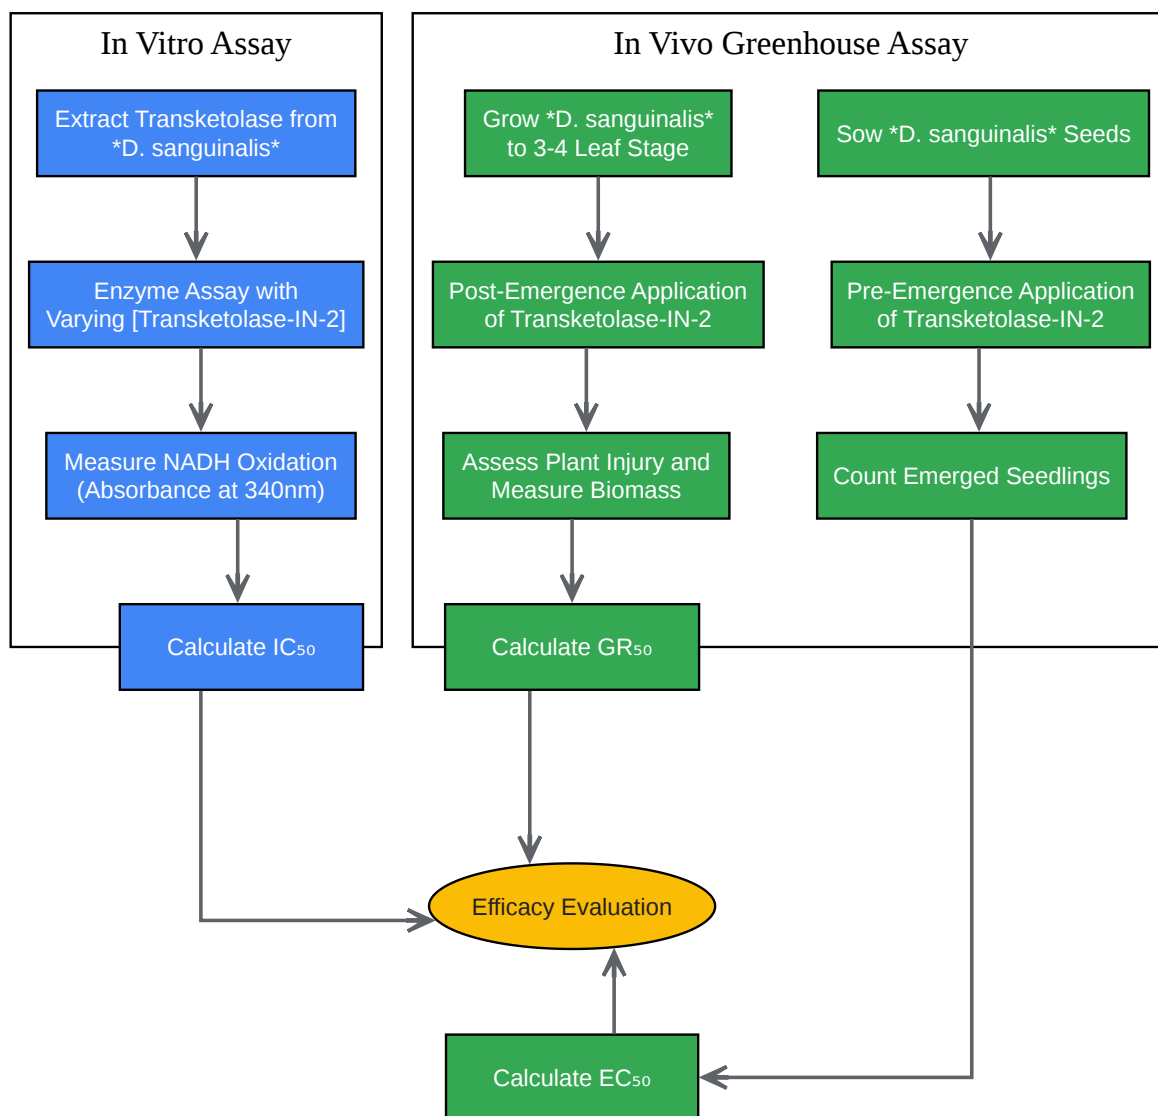 In Vitro Assay
Extract Transketolase from
*D. sanguinalis*
Enzyme Assay with
Varying [Transketolase-IN-2]
Measure NADH Oxidation
(Absorbance at 340nm)
Calculate IC₅₀
In Vivo Greenhouse Assay
Grow *D. sanguinalis*
to 3-4 Leaf Stage
Post-Emergence Application
of Transketolase-IN-2
Assess Plant Injury and
Measure Biomass
Calculate GR₅₀
Sow *D. sanguinalis* Seeds
Pre-Emergence Application
of Transketolase-IN-2
Count Emerged Seedlings
Efficacy Evaluation
Calculate EC₅₀